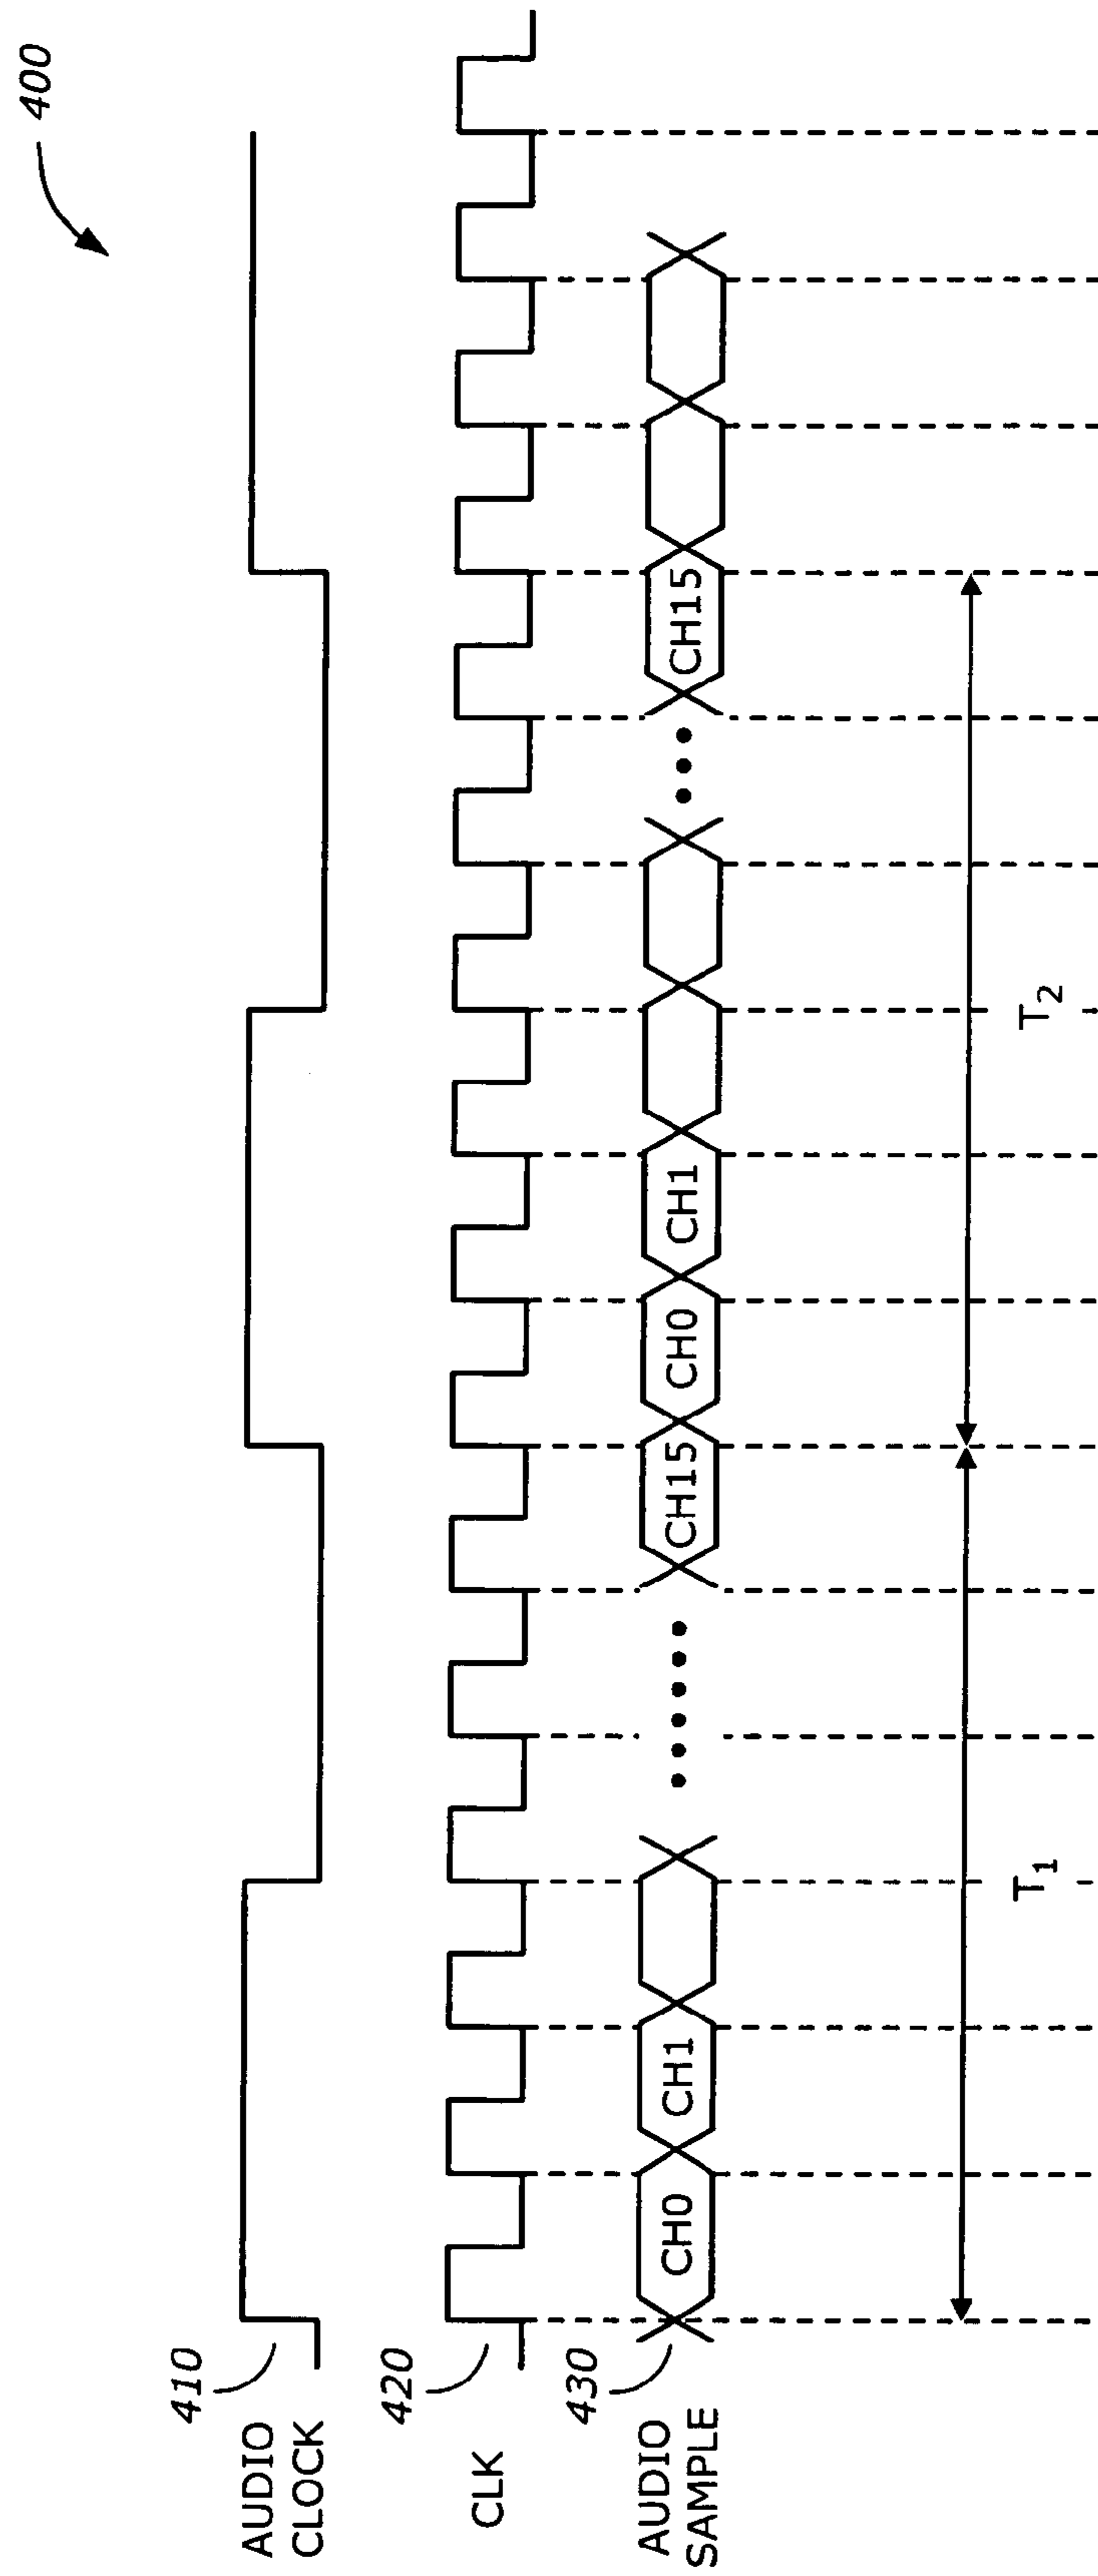 400
410
AUDIO
CLOCK
420
CLK
430
AUDIO
SAMPLE
CH0
CH1
CH15
CH0
CH1
CH15
T1
T2